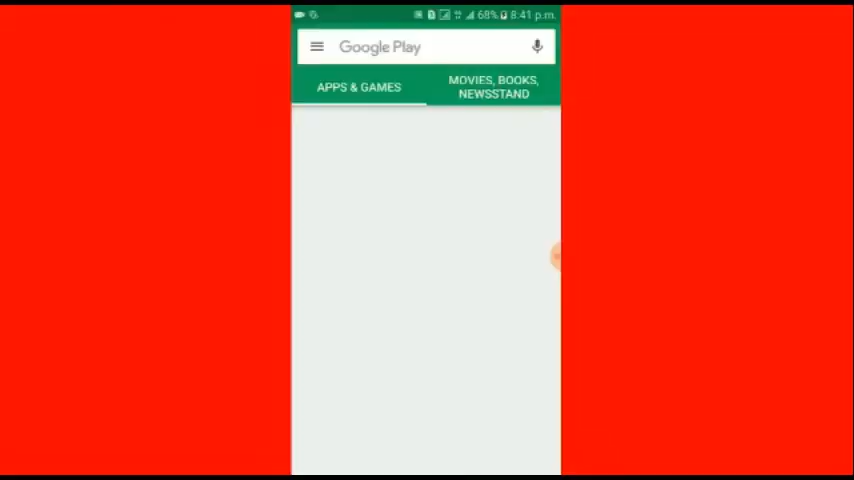 68% 8:41 p.m.
Google Play
APPS & GAMES
MOVIES, BOOKS,
NEWSSTAND